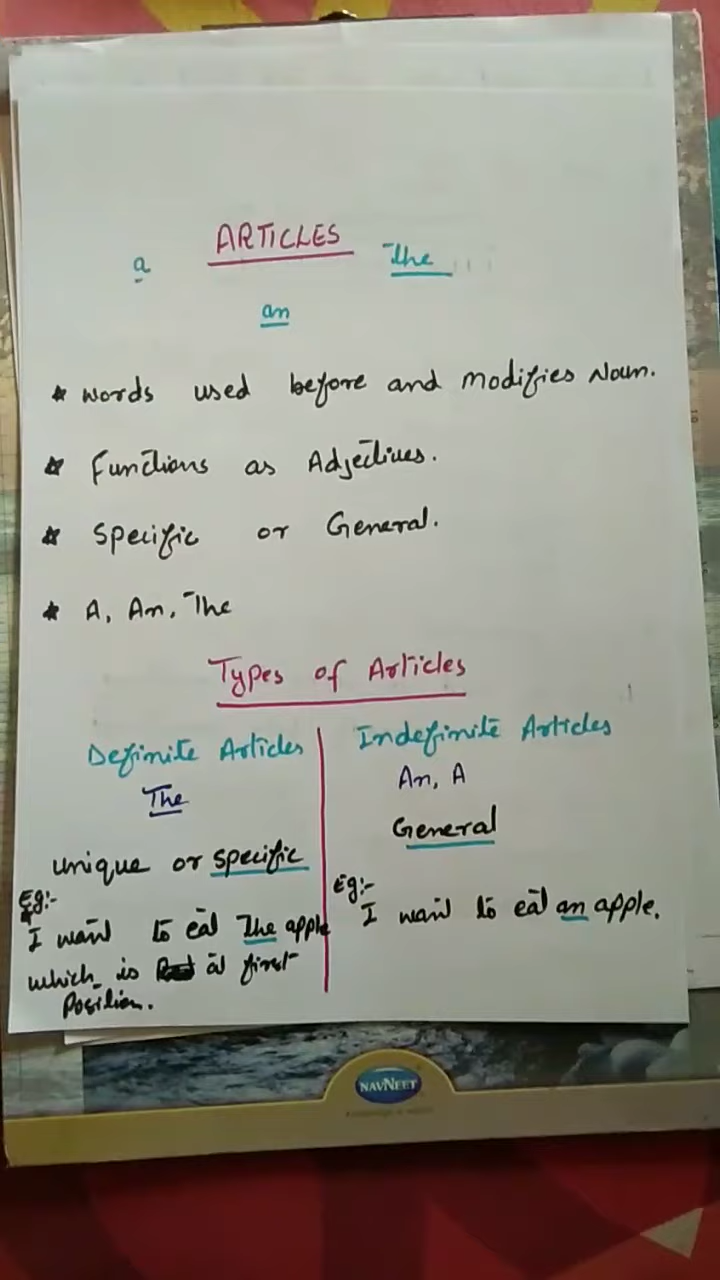 ARTICLES
a The
an
* Words used before and modifies Noun.
* Functions as Adjectives.
* Specific or General.
* A, An, The
Types of Articles
Definite Articles
The
unique or specific
Eg:-
I want to eat The apple
which is at first
Position.
Indefinite Articles
An, A
General
Eg:-
I want to eat an apple.
NAVNEET